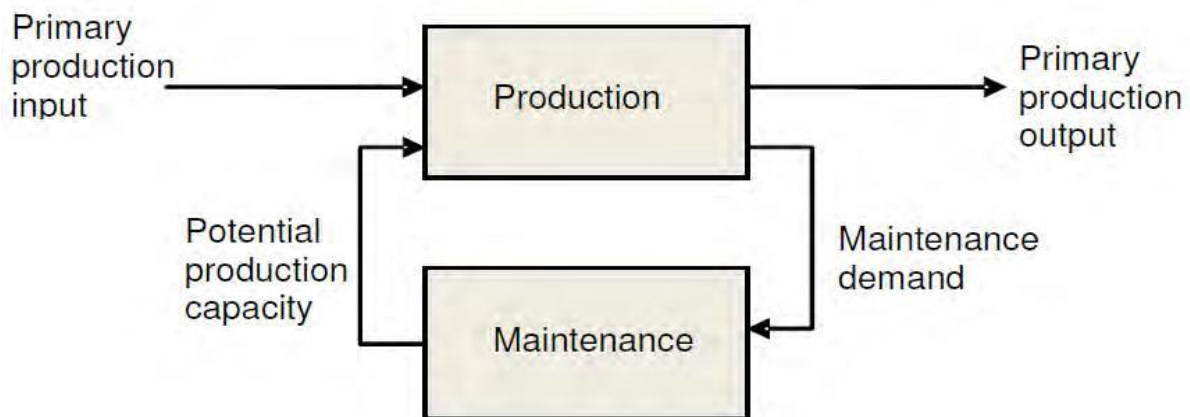 Primary
production
input
Production
Primary
production
output
Potential
production
capacity
Maintenance
demand
Maintenance